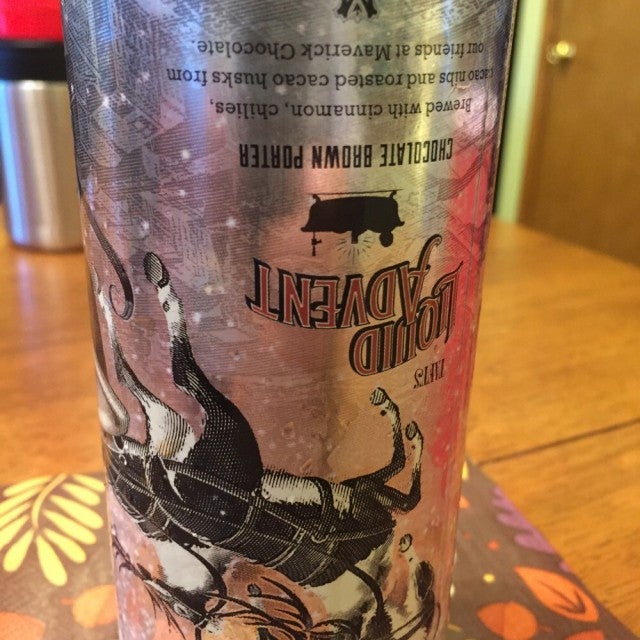 TAFT'S
LIQUID
ADVENT
CHOCOLATE BROWN PORTER
Brewed with cinnamon, chilies,
cacao nibs and roasted cacao husks from
our friends at Maverick Chocolate.